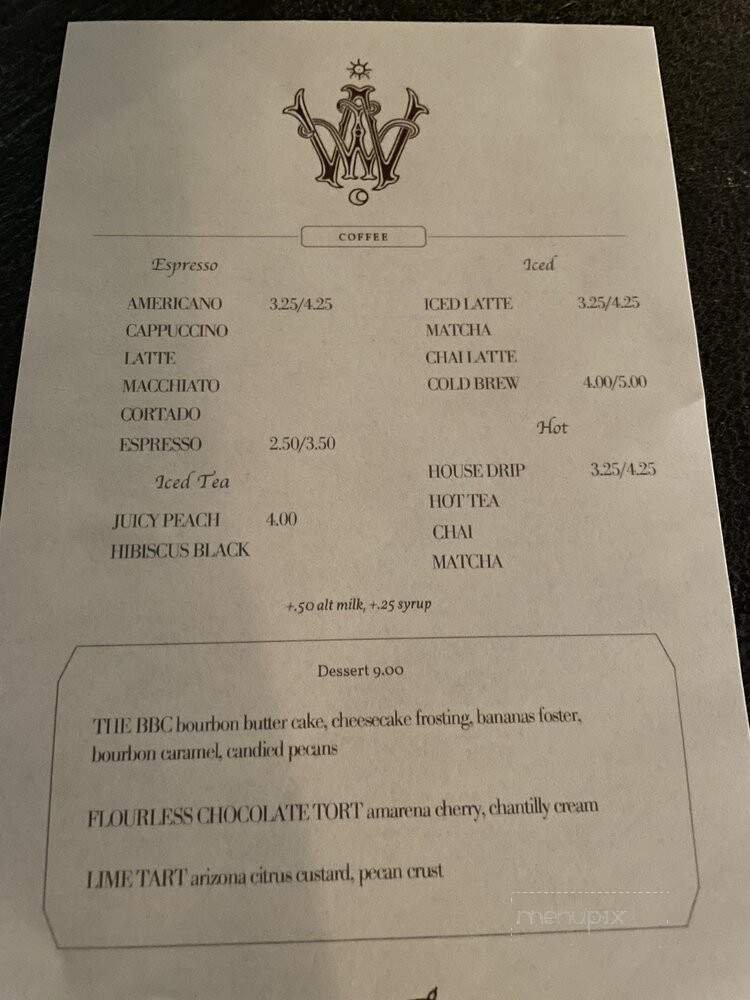 COFFEE
Espresso
AMERICANO 3.25/4.25
CAPPUCCINO
LATTE
MACCHIATO
CORTADO
ESPRESSO 2.50/3.50
Iced Tea
JUICY PEACH 4.00
HIBISCUS BLACK
Iced
ICED LATTE 3.25/4.25
MATCHA
CHAI LATTE
COLD BREW 4.00/5.00
Hot
HOUSE DRIP 3.25/4.25
HOT TEA
CHAI
MATCHA
+.50 alt milk, +.25 syrup
Dessert 9.00
THE BBC bourbon butter cake, cheesecake frosting, bananas foster,
bourbon caramel, candied pecans
FLOURLESS CHOCOLATE TORT amarena cherry, chantilly cream
LIME TART arizona citrus custard, pecan crust
menupix